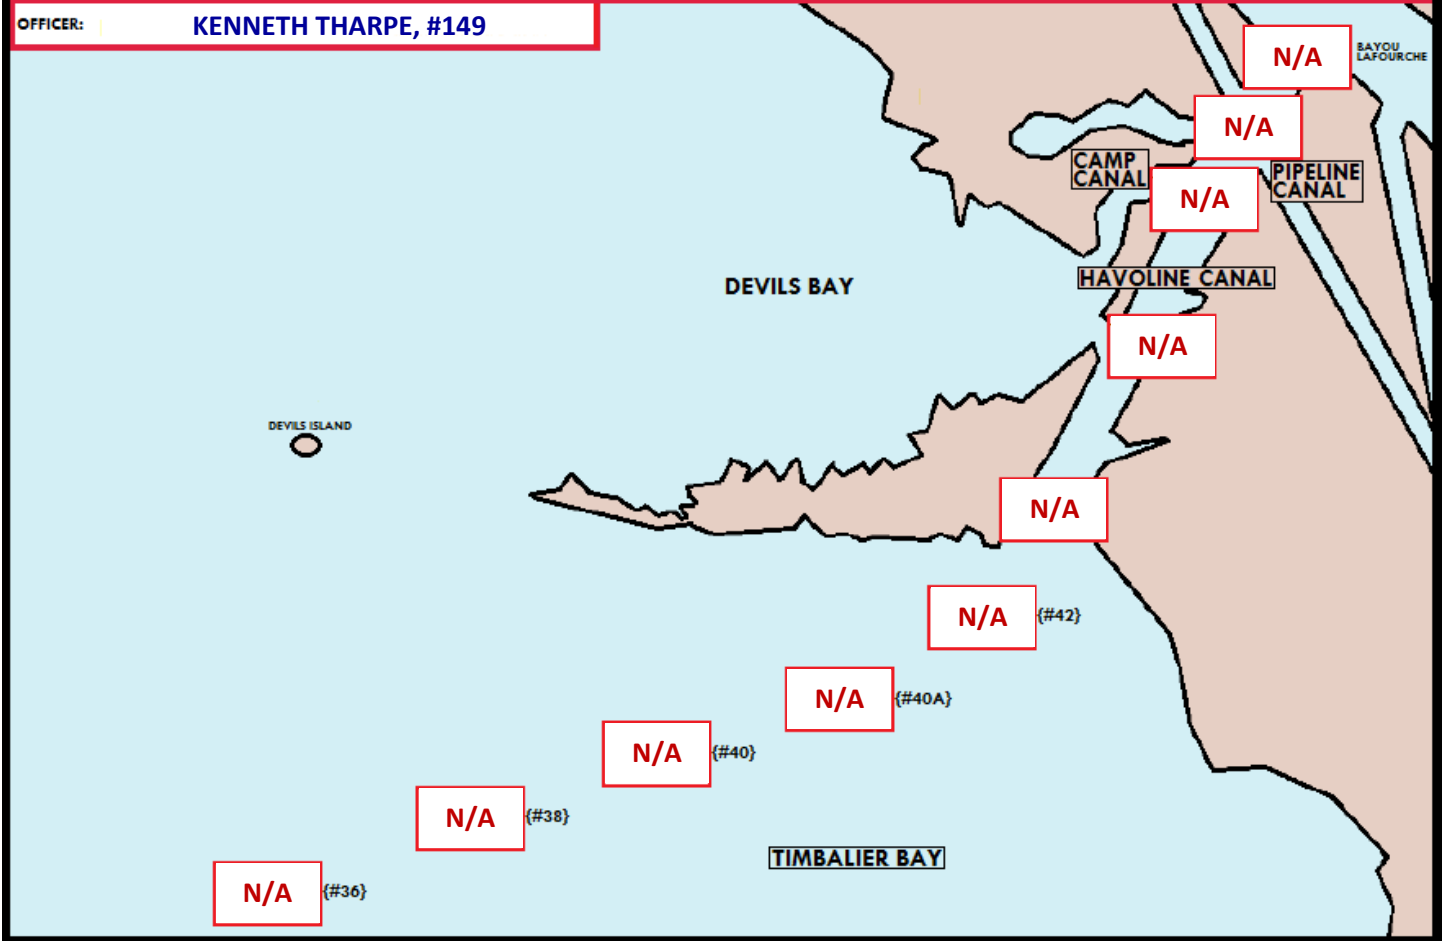 OFFICER: KENNETH THARPE, #149
N/A
BAYOU
LAFOURCHE
N/A
CAMP
CANAL
PIPELINE
CANAL
N/A
HAVOLINE CANAL
DEVILS BAY
N/A
DEVILS ISLAND
N/A
N/A {#42}
N/A {#40A}
N/A {#40}
N/A {#38}
TIMBALIER BAY
N/A {#36}